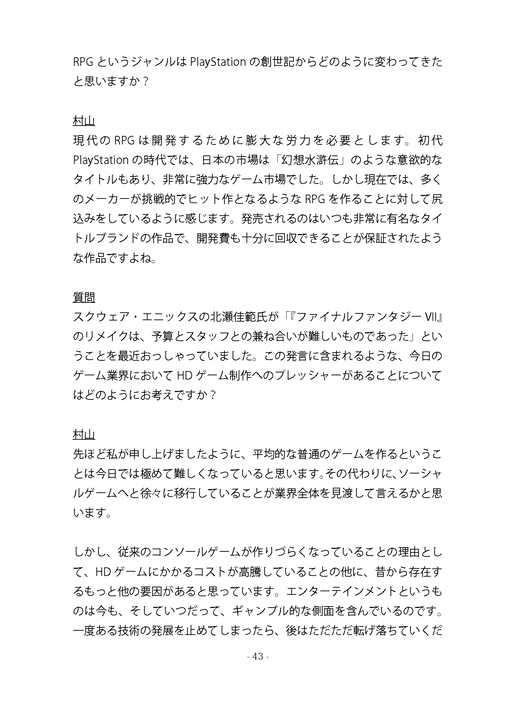 RPG というジャンルは PlayStation の創世記からどのように変わってきた
と思いますか？
村山
現代の RPG は開発するために膨大な労力を必要とします。初代
PlayStation の時代では、日本の市場は「幻想水滸伝」のような意欲的な
タイトルもあり、非常に強力なゲーム市場でした。しかし現在では、多く
のメーカーが挑戦的でヒット作となるような RPG を作ることに対して尻
込みをしているように感じます。発売されるのはいつも非常に有名なタイ
トルブランドの作品で、開発費も十分に回収できることが保証されたよう
な作品ですよね。
質問
スクウェア・エニックスの北瀬佳範氏が「『ファイナルファンタジー VII』
のリメイクは、予算とスタッフとの兼ね合いが難しいものであった」とい
うことを最近おっしゃっていました。この発言に含まれるような、今日の
ゲーム業界において HD ゲーム制作へのプレッシャーがあることについて
はどのようにお考えですか？
村山
先ほど私が申し上げましたように、平均的な普通のゲームを作るというこ
とは今日では極めて難しくなっていると思います。その代わりに、ソーシャ
ルゲームへと徐々に移行していることが業界全体を見渡して言えるかと思
います。
しかし、従来のコンソールゲームが作りづらくなっていることの理由とし
て、HD ゲームにかかるコストが高騰していることの他に、昔から存在す
るもっと他の要因があると思っています。エンターテインメントというも
のは今も、そしていつだって、ギャンブル的な側面を含んでいるのです。
一度ある技術の発展を止めてしまったら、後はただただ転げ落ちていくだ
- 43 -